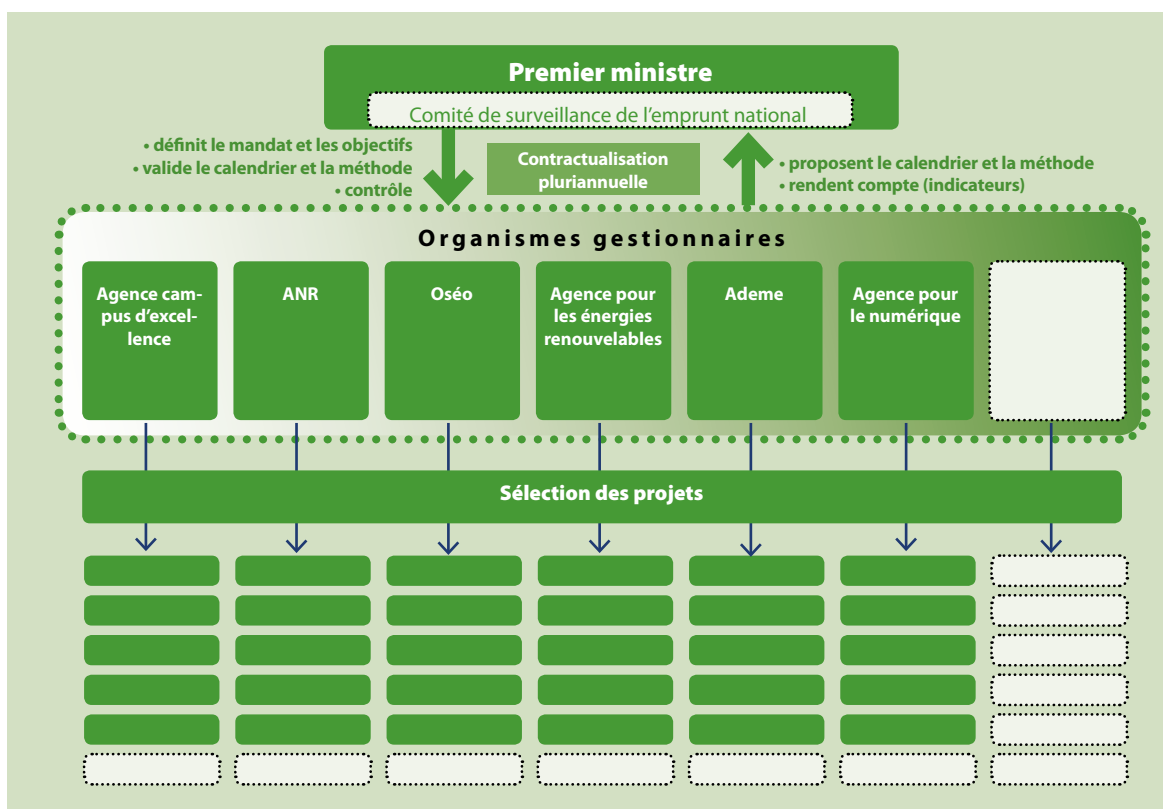 Premier ministre
Comité de surveillance de l'emprunt national
• définit le mandat et les objectifs
• valide le calendrier et la méthode
• contrôle
Contractualisation
pluriannuelle
• proposent le calendrier et la méthode
• rendent compte (indicateurs)
Organismes gestionnaires
Agence cam-
pus d'excel-
lence
ANR
Oséo
Agence pour
les énergies
renouvelables
Ademe
Agence pour
le numérique
Sélection des projets